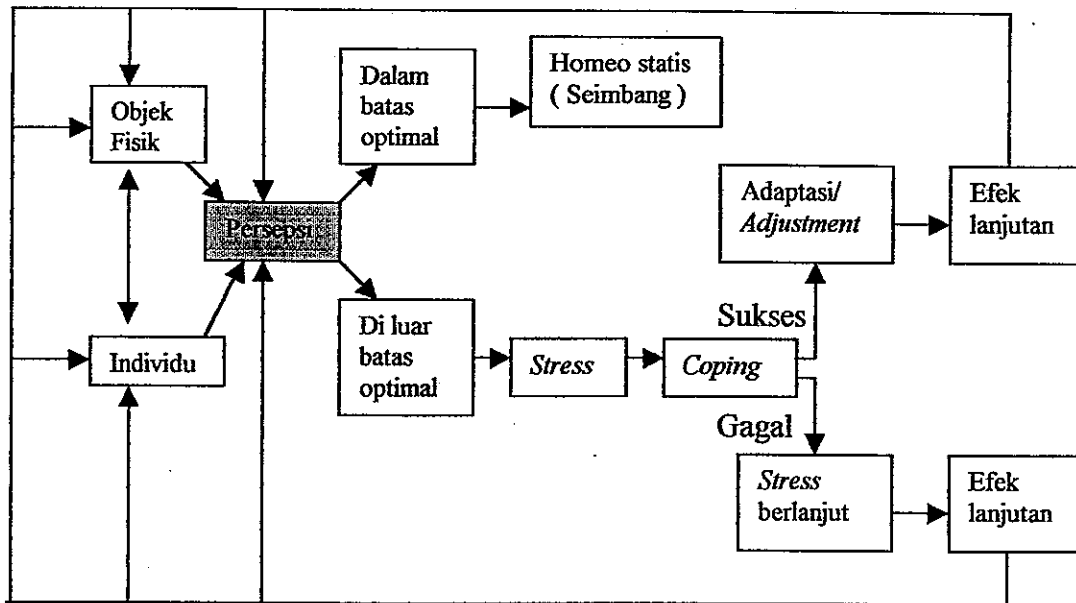 Objek
Fisik
Individu
Persepsi
Dalam
batas
optimal
Homeo statis
( Seimbang )
Di luar
batas
optimal
Stress
Coping
Sukses
Gagal
Adaptasi/
Adjustment
Efek
lanjutan
Stress
berlanjut
Efek
lanjutan